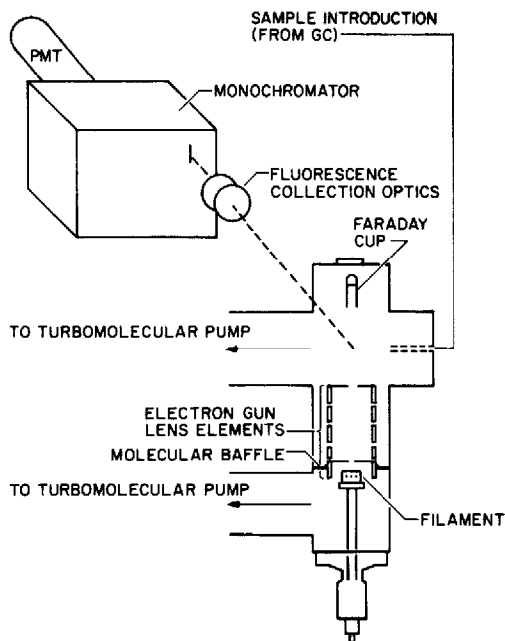 SAMPLE INTRODUCTION
(FROM GC)
PMT
MONOCHROMATOR
FLUORESCENCE
COLLECTION OPTICS
FARADAY
CUP
TO TURBOMOLECULAR PUMP
ELECTRON GUN
LENS ELEMENTS
MOLECULAR BAFFLE
TO TURBOMOLECULAR PUMP
FILAMENT